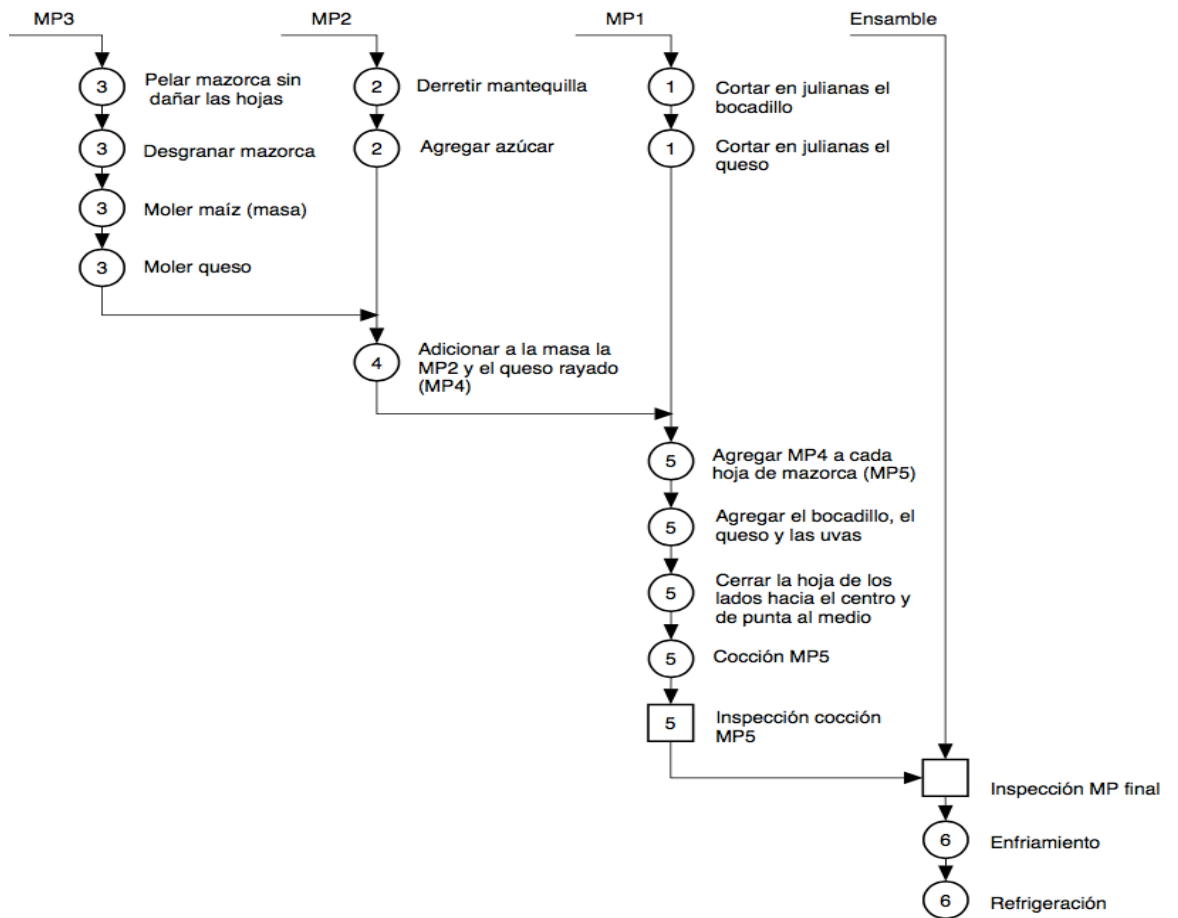 MP3
MP2
MP1
Ensamble
3
Pelar mazorca sin
dañar las hojas
2
Derretir mantequilla
1
Cortar en julianas el
bocadillo
3
Desgranar mazorca
2
Agregar azúcar
1
Cortar en julianas el
queso
3
Moler maíz (masa)
3
Moler queso
4
Adicionar a la masa la
MP2 y el queso rayado
(MP4)
5
Agregar MP4 a cada
hoja de mazorca (MP5)
5
Agregar el bocadillo, el
queso y las uvas
5
Cerrar la hoja de los
lados hacia el centro y
de punta al medio
5
Cocción MP5
5
Inspección cocción
MP5
Inspección MP final
6
Enfriamiento
6
Refrigeración